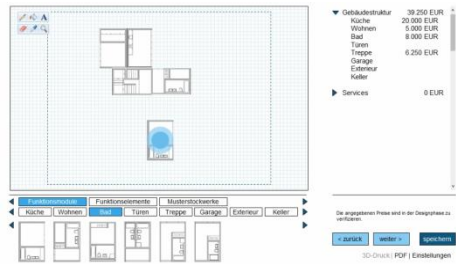 A
Gebäudestruktur 39.250 EUR
Küche 20.000 EUR
Wohnen 5.000 EUR
Bad 8.000 EUR
Türen
Treppe 6.250 EUR
Garage
Exterieur
Keller
Services 0 EUR
Funktionsmodule Funktionselemente Musterstockwerke
Küche Wohnen Bad Türen Treppe Garage Exterieur Keller
Die angegebenen Preise sind in der Designphase zu
verifizieren.
« zurück weiter » speichern
3D-Druck | PDF | Einstellungen